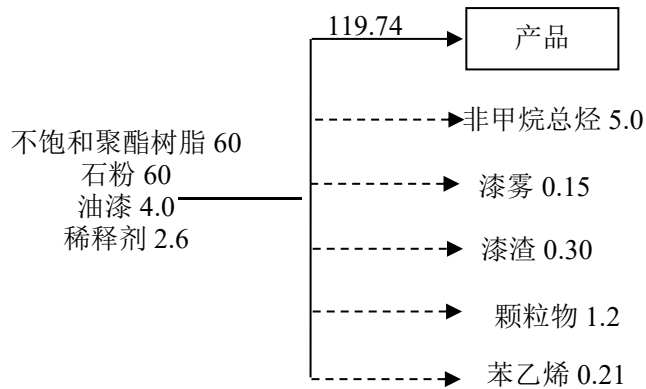 119.74
产品
不饱和聚酯树脂 60
石粉 60
油漆 4.0
稀释剂 2.6
非甲烷总烃 5.0
漆雾 0.15
漆渣 0.30
颗粒物 1.2
苯乙烯 0.21